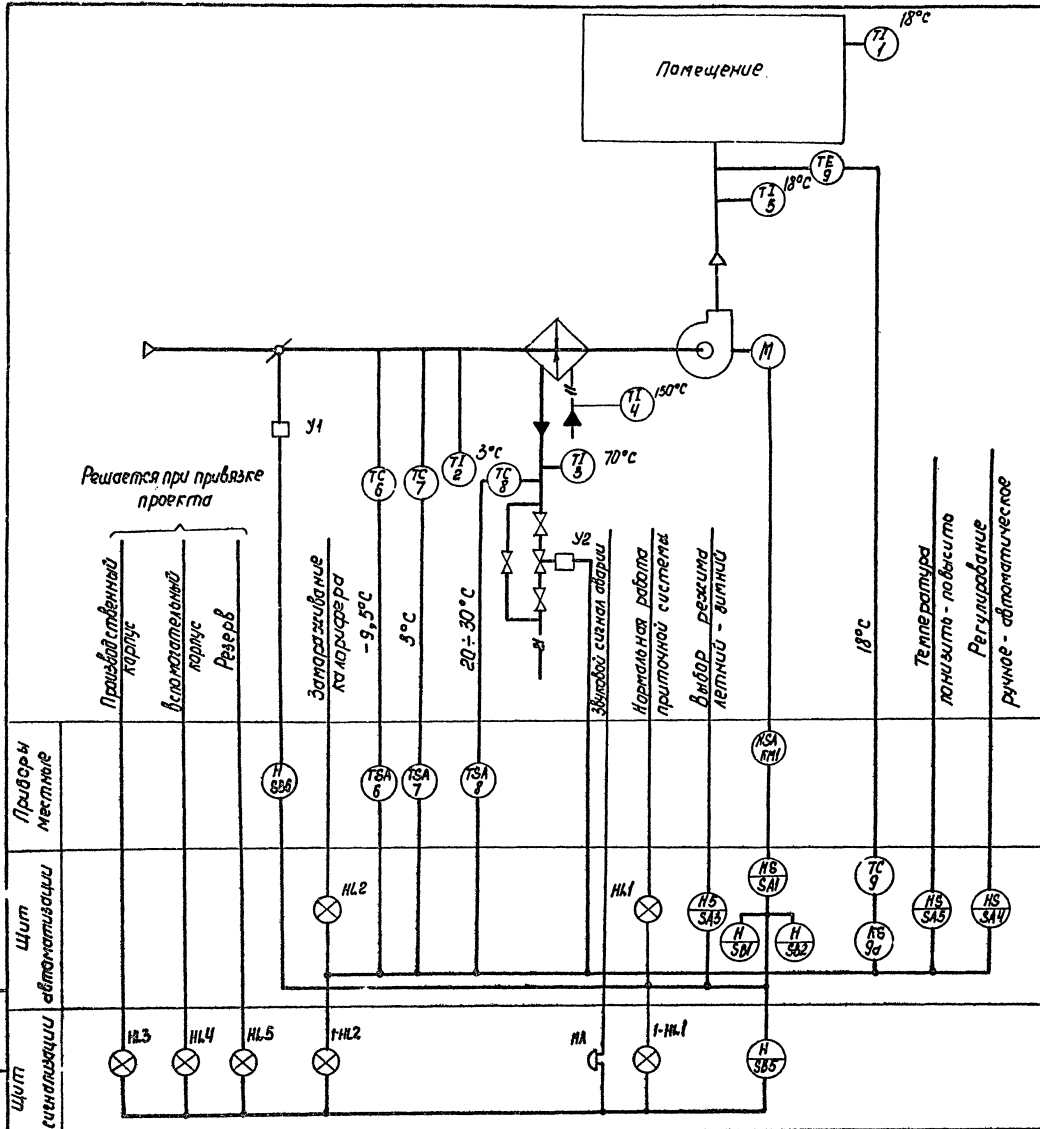 Помещение
TI
1
18°C
TE
9
TI
5
18°C
M
TI
4
150°C
У1
TC
6
TC
7
TI
2
3°C
TC
8
TI
3
70°C
У2
Решается при привязке
проекта
Производственный
корпус
Вспомогательный
корпус
Резерв
Замораживание
калорифера
-9,5°C
3°C
20÷30°C
Звуковой сигнал аварии
Нормальная работа
приточной системы
Выбор режима
летний - зимний
18°C
Температура
понизить - повысить
Регулирование
ручное - автоматическое
Приборы
местные
H
SB6
TSA
6
TSA
7
TSA
8
NSA
KM1
Щит
автоматизации
HL2
HL1
HS
SA3
HS
SA1
H
SB1
H
SB2
TC
9
KS
9a
HS
SA5
HS
SA4
Щит
сигнализации
HL3
HL4
HL5
1-HL2
HA
1-HL1
H
SB5